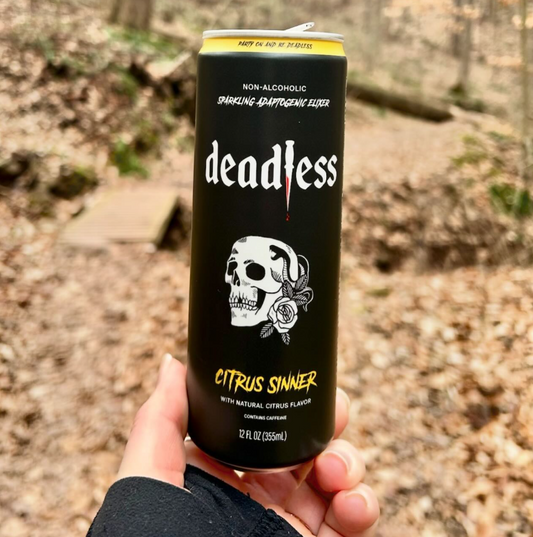 PARTY ON AND BE DEADLESS
NON-ALCOHOLIC
SPARKLING ADAPTOGENIC ELIXER
deadless
CITRUS SINNER
WITH NATURAL CITRUS FLAVOR
CONTAINS CAFFEINE
12 FL OZ (355mL)